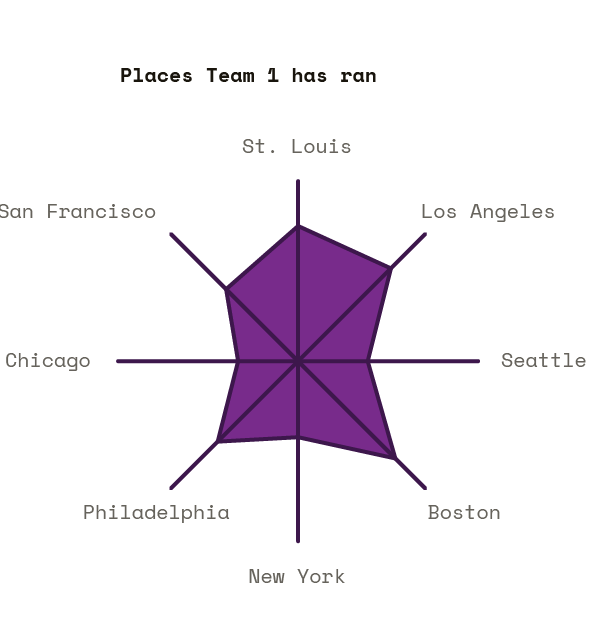 Places Team 1 has ran
St. Louis
San Francisco
Los Angeles
Chicago
Seattle
Philadelphia
Boston
New York